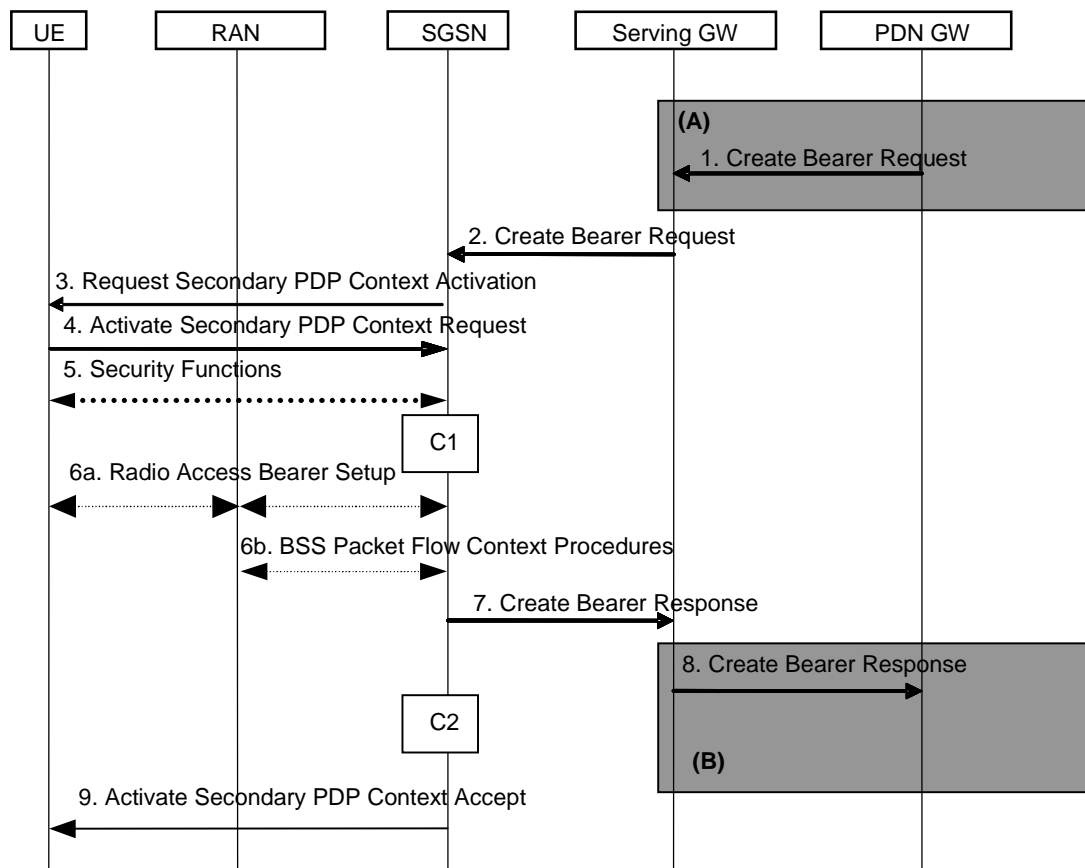 UE
RAN
SGSN
Serving GW
PDN GW
(A)
1. Create Bearer Request
2. Create Bearer Request
3. Request Secondary PDP Context Activation
4. Activate Secondary PDP Context Request
5. Security Functions
C1
6a. Radio Access Bearer Setup
6b. BSS Packet Flow Context Procedures
7. Create Bearer Response
8. Create Bearer Response
C2
(B)
9. Activate Secondary PDP Context Accept